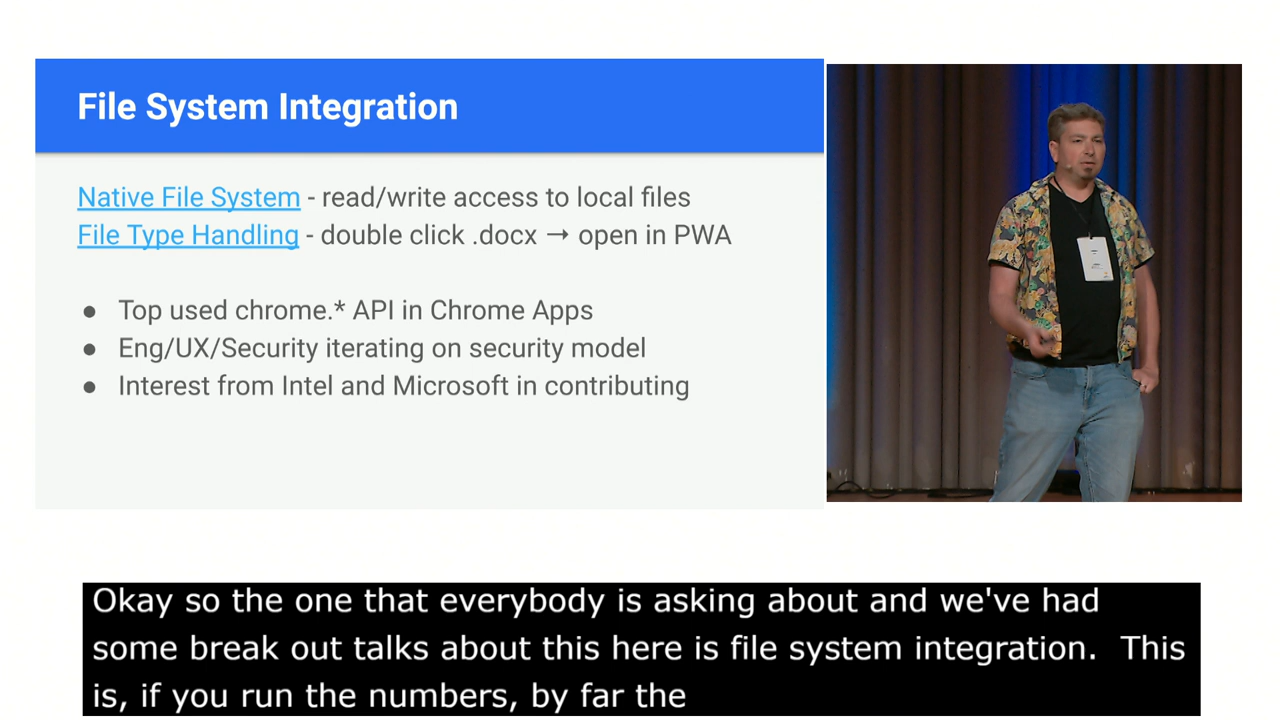 File System Integration
Native File System - read/write access to local files
File Type Handling - double click .docx → open in PWA
● Top used chrome.* API in Chrome Apps
● Eng/UX/Security iterating on security model
● Interest from Intel and Microsoft in contributing
Okay so the one that everybody is asking about and we've had
some break out talks about this here is file system integration.  This
is, if you run the numbers, by far the